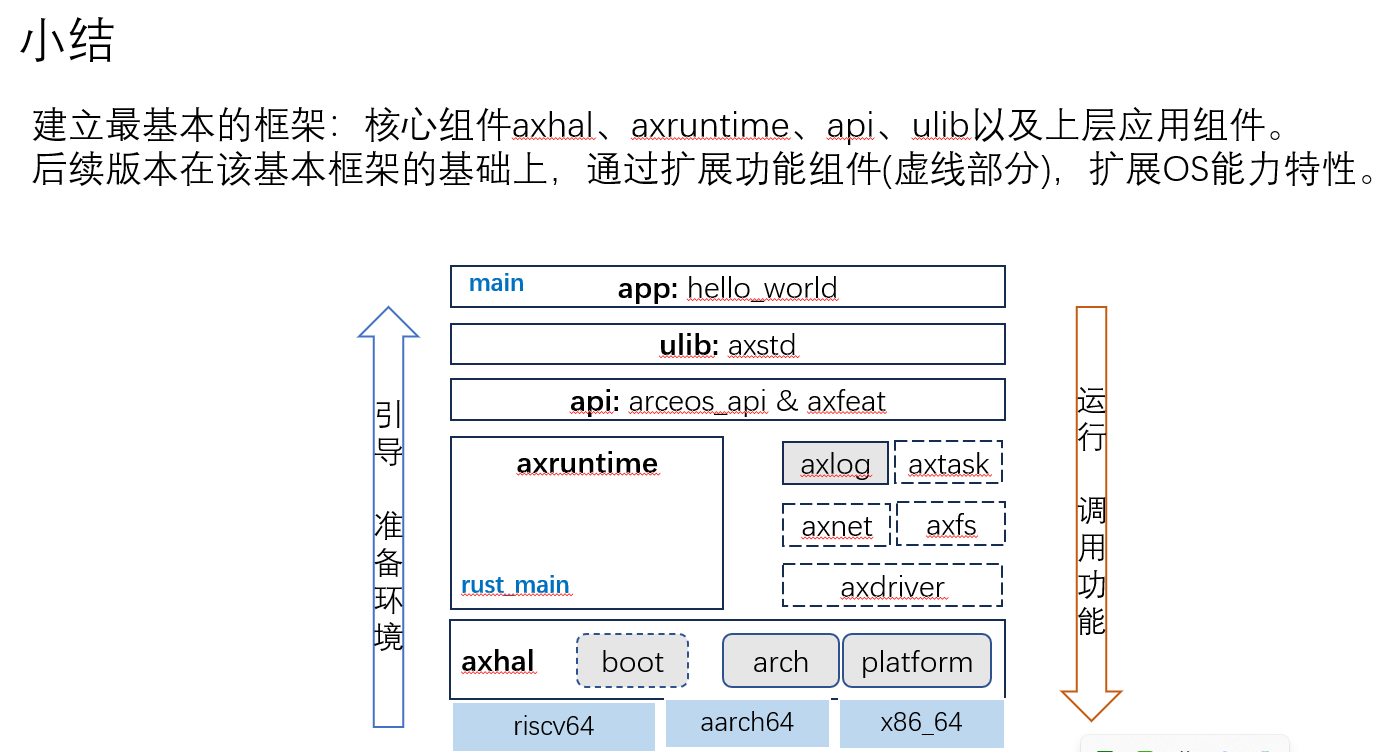 小结
建立最基本的框架：核心组件axhal、axruntime、api、ulib以及上层应用组件。
后续版本在该基本框架的基础上，通过扩展功能组件(虚线部分)，扩展OS能力特性。
main
app: hello_world
ulib: axstd
api: arceos_api & axfeat
引导 准备环境
axruntime
rust_main
axlog
axtask
axnet
axfs
axdriver
运行 调用功能
axhal
boot
arch
platform
riscv64
aarch64
x86_64